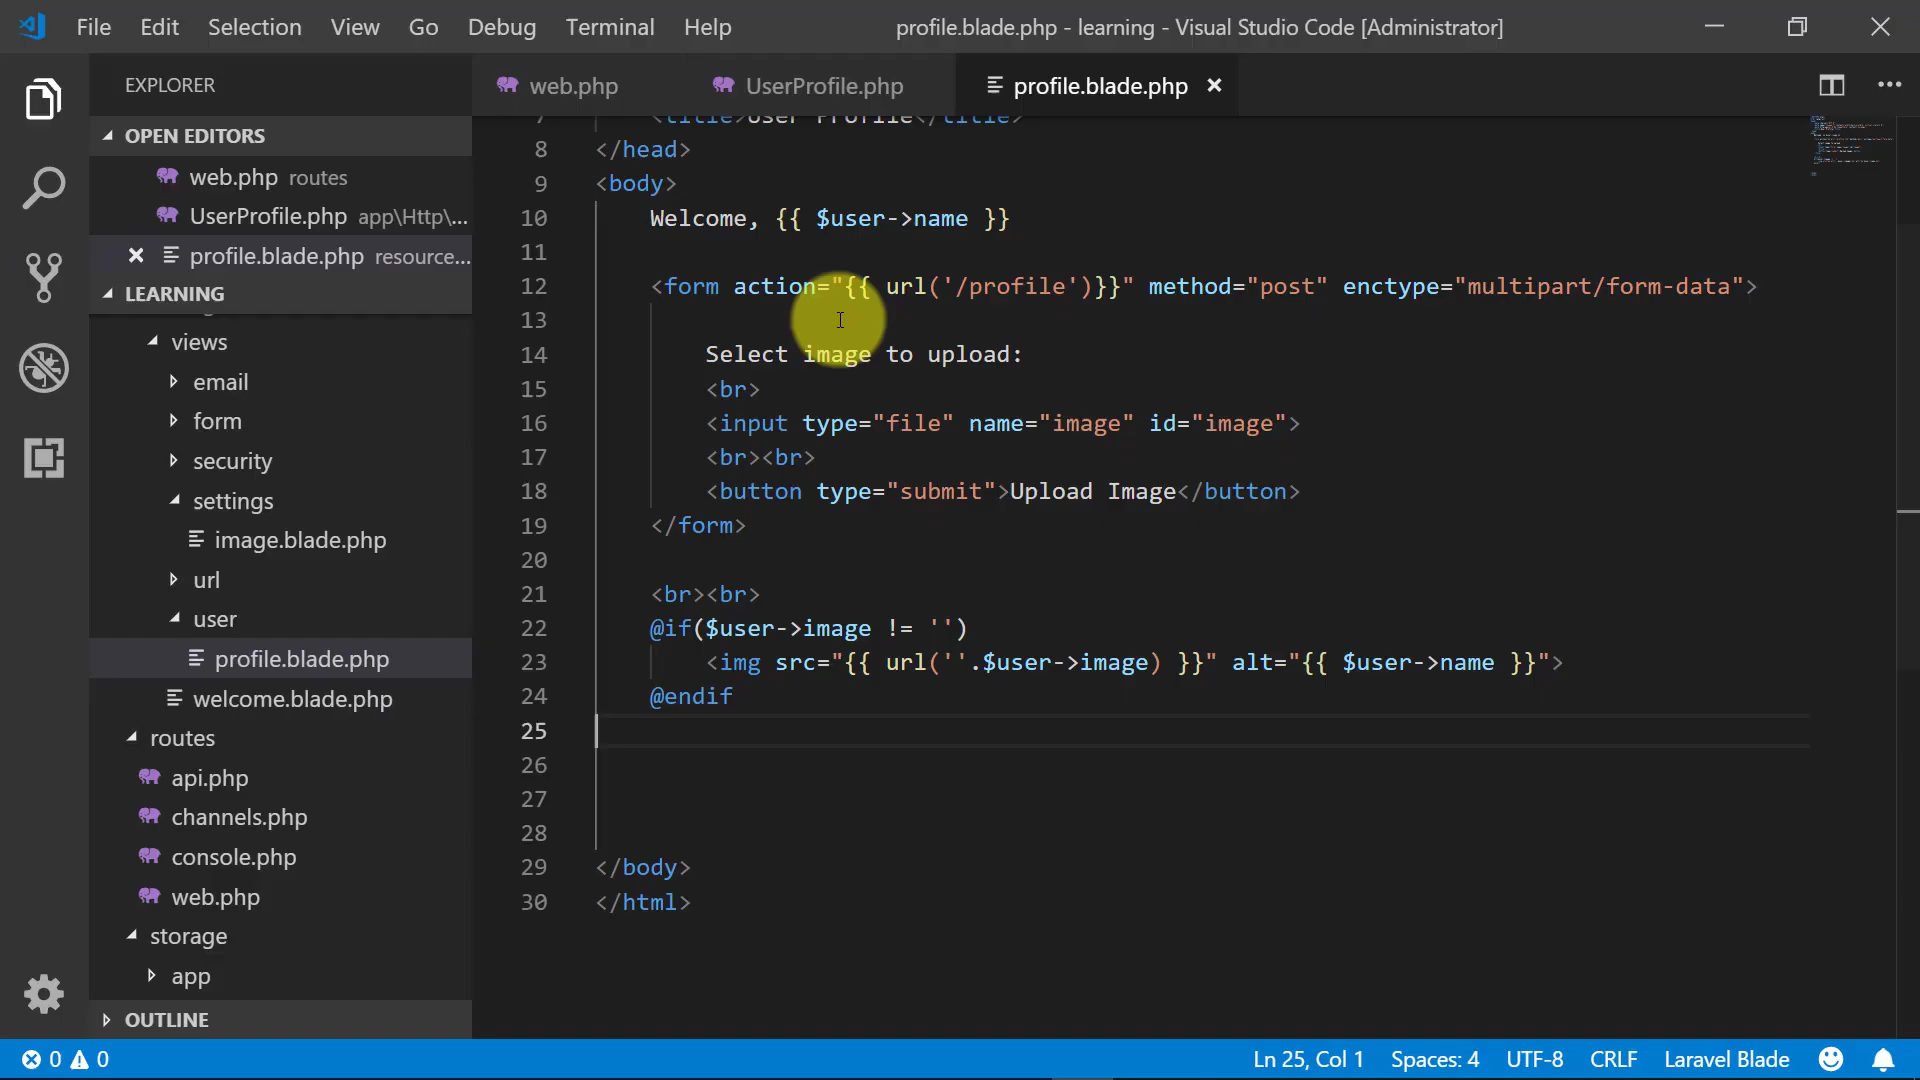 File Edit Selection View Go Debug Terminal Help profile.blade.php - learning - Visual Studio Code [Administrator]
EXPLORER
OPEN EDITORS
web.php routes
UserProfile.php app\Http\...
profile.blade.php resource...
LEARNING
views
email
form
security
settings
image.blade.php
url
user
profile.blade.php
welcome.blade.php
routes
api.php
channels.php
console.php
web.php
storage
app
OUTLINE
web.php UserProfile.php profile.blade.php
7 <title>User Profile</title>
8 </head>
9 <body>
10 Welcome, {{ $user->name }}
11
12 <form action="{{ url('/profile')}}" method="post" enctype="multipart/form-data">
13
14 Select image to upload:
15 <br>
16 <input type="file" name="image" id="image">
17 <br><br>
18 <button type="submit">Upload Image</button>
19 </form>
20
21 <br><br>
22 @if($user->image != '')
23 <img src="{{ url(''.$user->image) }}" alt="{{ $user->name }}">
24 @endif
25
26
27
28
29 </body>
30 </html>
0 0 Ln 25, Col 1 Spaces: 4 UTF-8 CRLF Laravel Blade